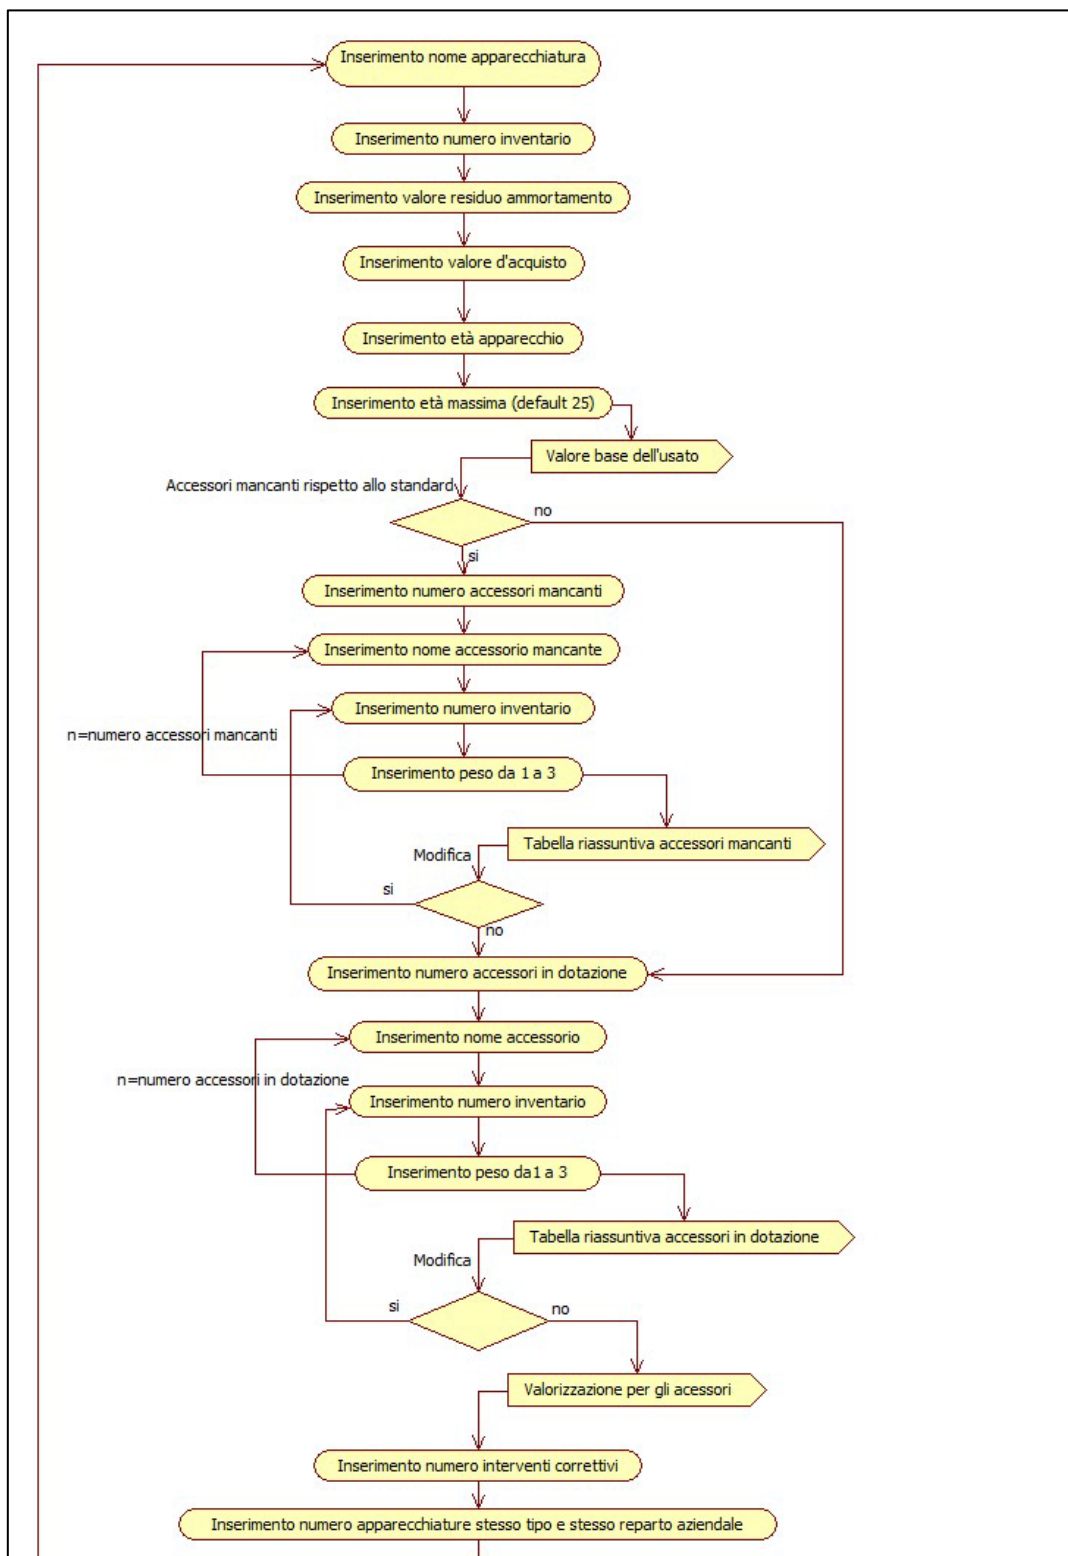 Inserimento nome apparecchiatura
Inserimento numero inventario
Inserimento valore residuo ammortamento
Inserimento valore d'acquisto
Inserimento età apparecchio
Inserimento età massima (default 25)
Valore base dell'usato
Accessori mancanti rispetto allo standard
no
si
Inserimento numero accessori mancanti
Inserimento nome accessorio mancante
Inserimento numero inventario
n=numero accessori mancanti
Inserimento peso da 1 a 3
Tabella riassuntiva accessori mancanti
Modifica
si
no
Inserimento numero accessori in dotazione
Inserimento nome accessorio
n=numero accessori in dotazione
Inserimento numero inventario
Inserimento peso da1 a 3
Tabella riassuntiva accessori in dotazione
Modifica
si
no
Valorizzazione per gli acessori
Inserimento numero interventi correttivi
Inserimento numero apparecchiature stesso tipo e stesso reparto aziendale